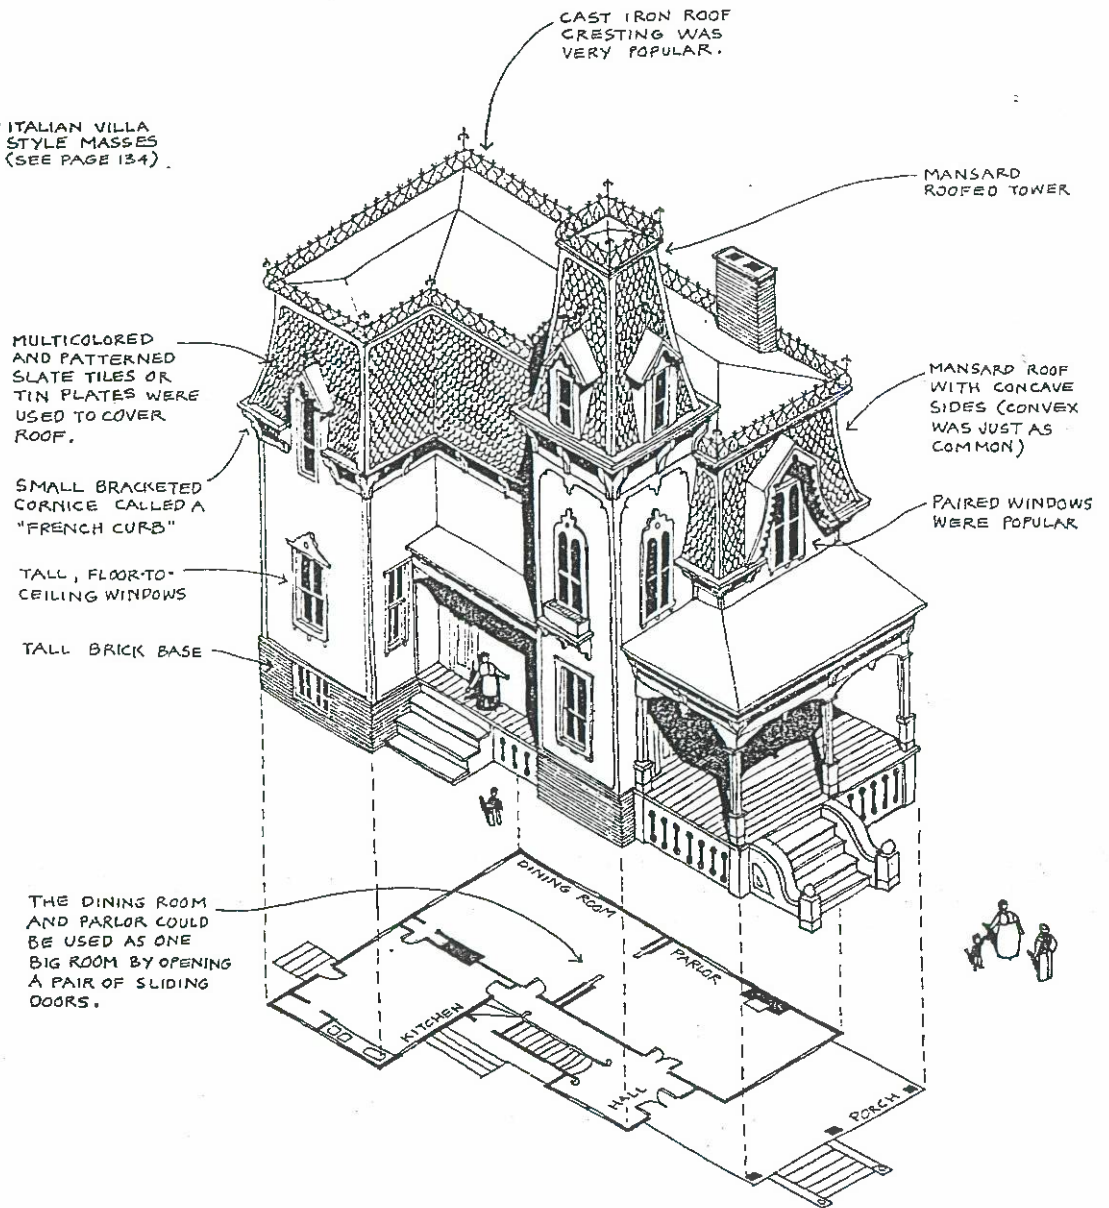 CAST IRON ROOF
CRESTING WAS
VERY POPULAR.
ITALIAN VILLA
STYLE MASSES
(SEE PAGE 134).
MANSARD
ROOFED TOWER
MULTICOLORED
AND PATTERNED
SLATE TILES OR
TIN PLATES WERE
USED TO COVER
ROOF.
MANSARD ROOF
WITH CONCAVE
SIDES (CONVEX
WAS JUST AS
COMMON)
SMALL BRACKETED
CORNICE CALLED A
"FRENCH CURB"
PAIRED WINDOWS
WERE POPULAR
TALL, FLOOR-TO-
CEILING WINDOWS
TALL BRICK BASE
THE DINING ROOM
AND PARLOR COULD
BE USED AS ONE
BIG ROOM BY OPENING
A PAIR OF SLIDING
DOORS.
DINING ROOM
PARLOR
KITCHEN
HALL
PORCH